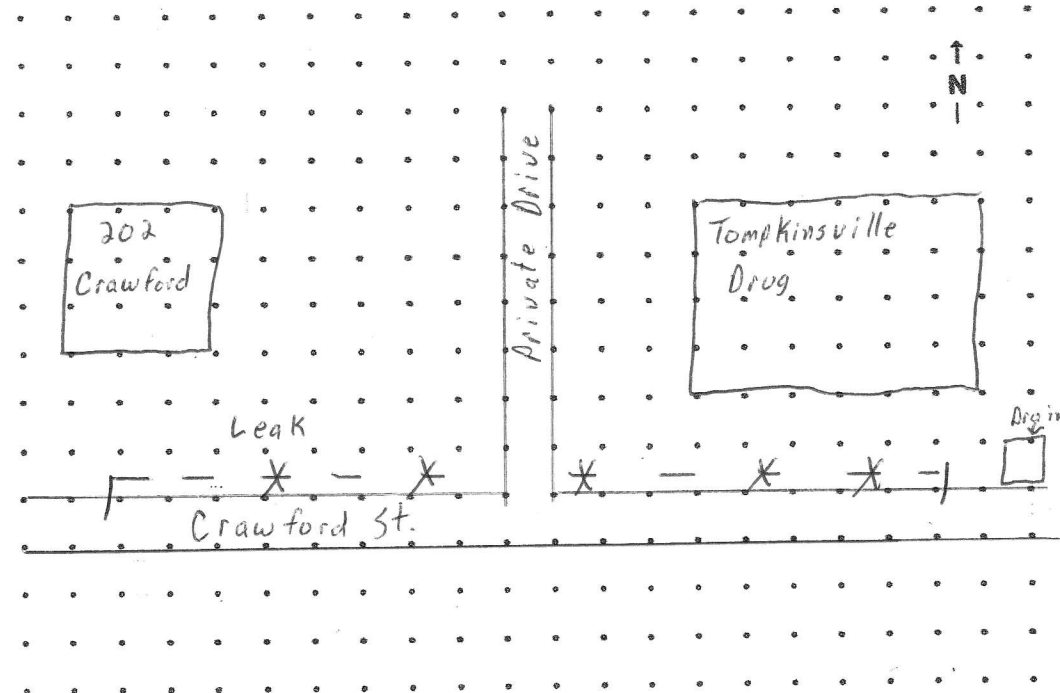 N
202
Crawford
Private Drive
Tompkinsville
Drug
Leak
Drain
Crawford St.